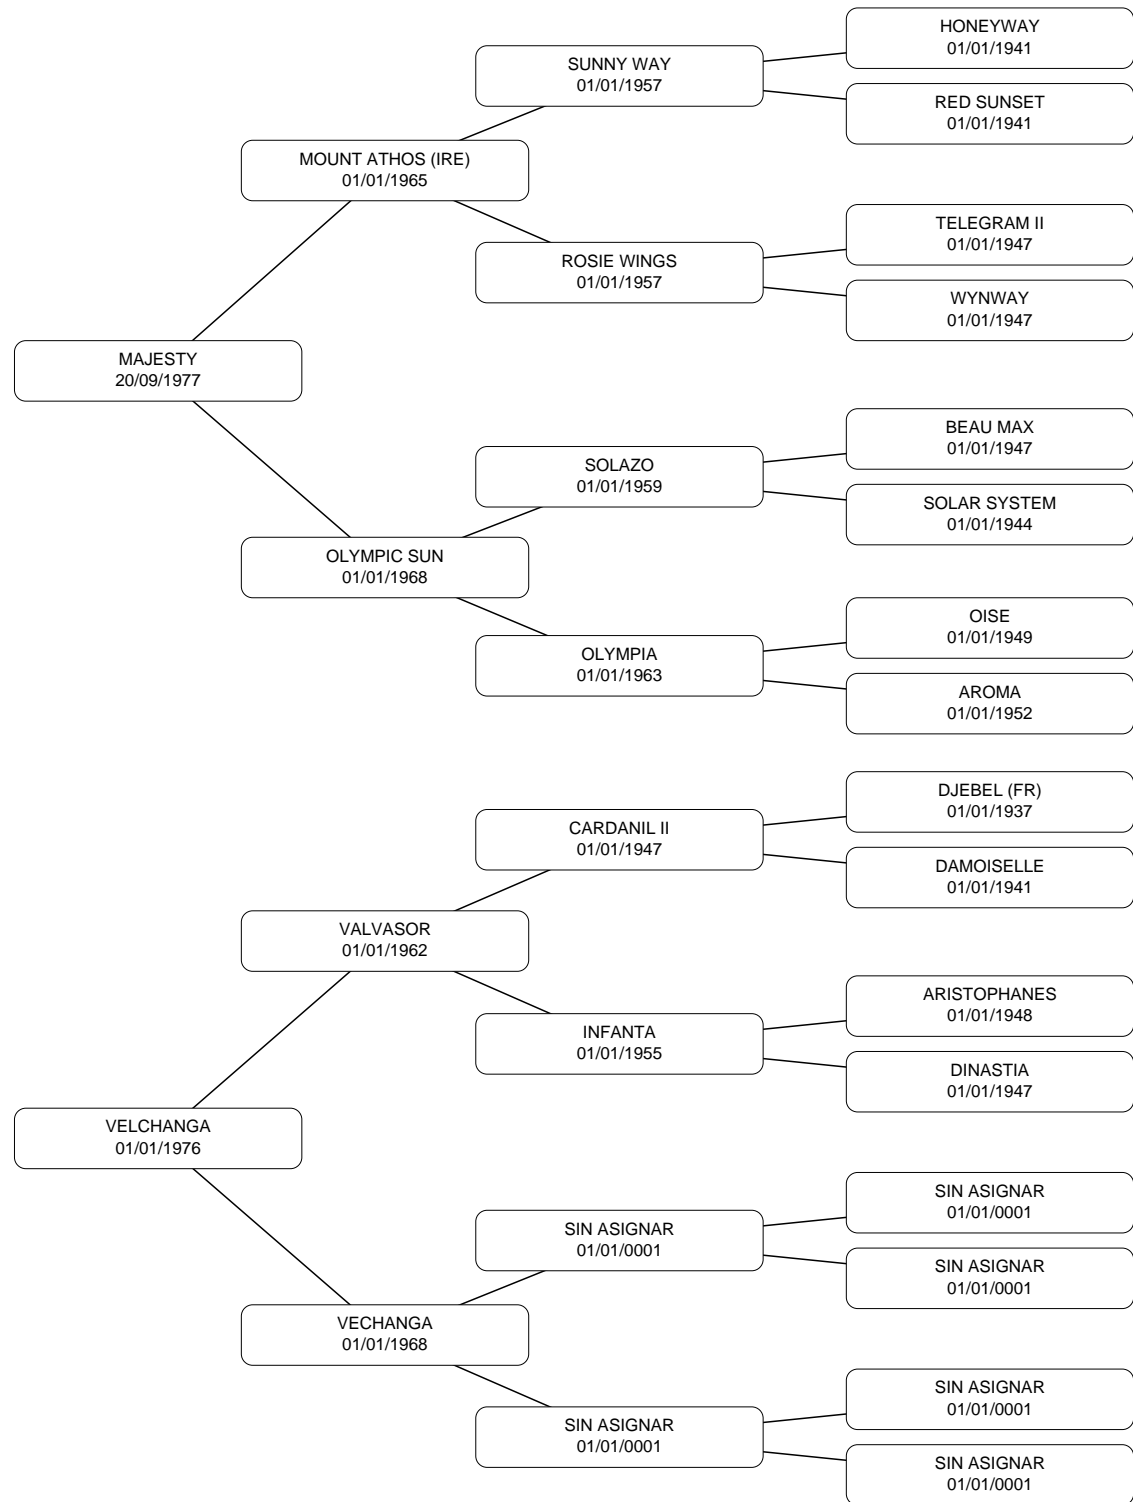 HONEYWAY
01/01/1941
SUNNY WAY
01/01/1957
RED SUNSET
01/01/1941
MOUNT ATHOS (IRE)
01/01/1965
TELEGRAM II
01/01/1947
ROSIE WINGS
01/01/1957
WYNWAY
01/01/1947
MAJESTY
20/09/1977
BEAU MAX
01/01/1947
SOLAZO
01/01/1959
SOLAR SYSTEM
01/01/1944
OLYMPIC SUN
01/01/1968
OISE
01/01/1949
OLYMPIA
01/01/1963
AROMA
01/01/1952
DJEBEL (FR)
01/01/1937
CARDANIL II
01/01/1947
DAMOISELLE
01/01/1941
VALVASOR
01/01/1962
ARISTOPHANES
01/01/1948
INFANTA
01/01/1955
DINASTIA
01/01/1947
VELCHANGA
01/01/1976
SIN ASIGNAR
01/01/0001
SIN ASIGNAR
01/01/0001
SIN ASIGNAR
01/01/0001
VECHANGA
01/01/1968
SIN ASIGNAR
01/01/0001
SIN ASIGNAR
01/01/0001
SIN ASIGNAR
01/01/0001